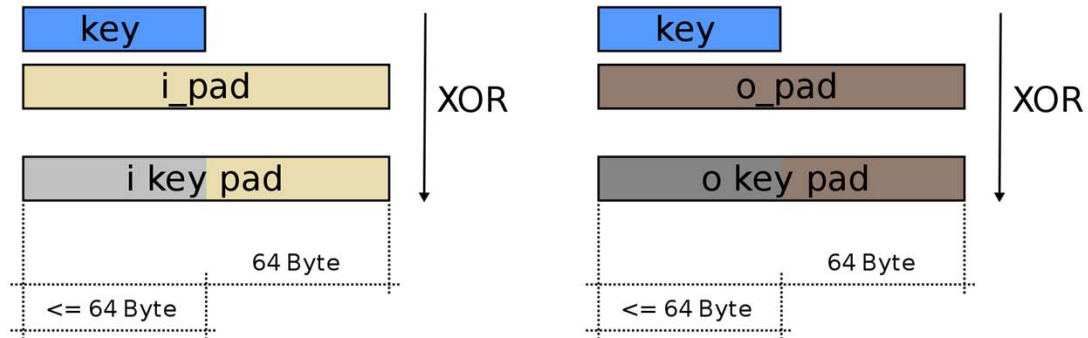 key
i_pad
XOR
i key pad
64 Byte
<= 64 Byte
key
o_pad
XOR
o key pad
64 Byte
<= 64 Byte